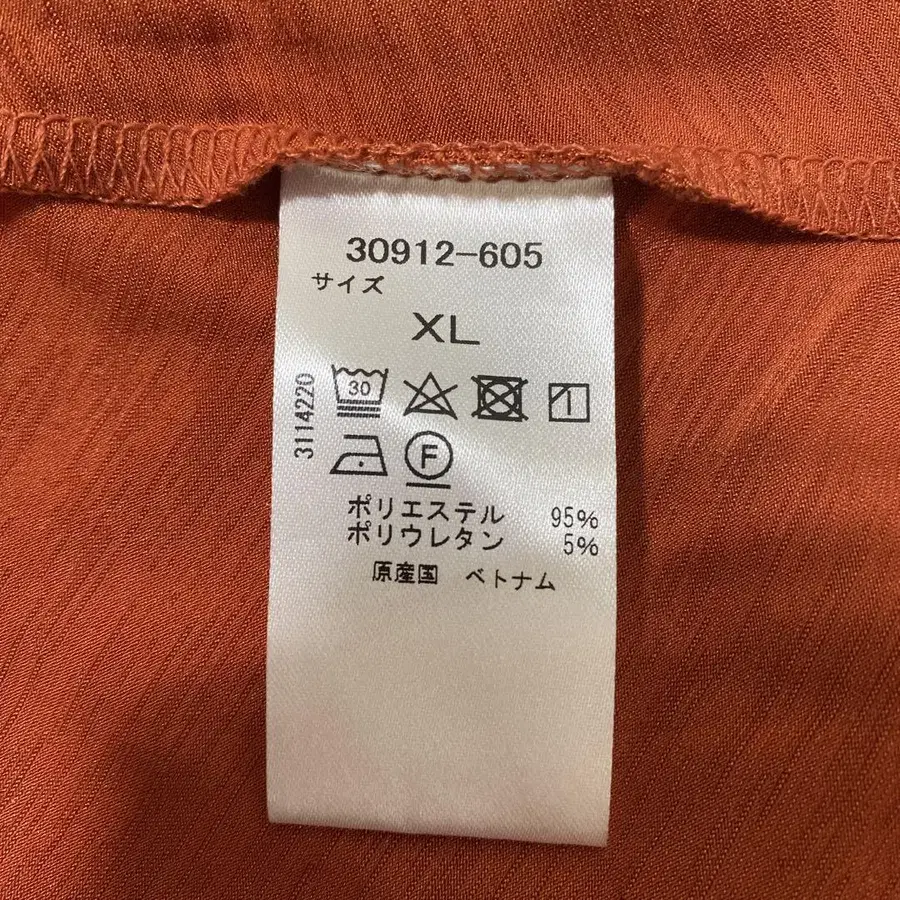 30912-605
サイズ
XL
3114220
30
F
ポリエステル 95%
ポリウレタン 5%
原産国 ベトナム